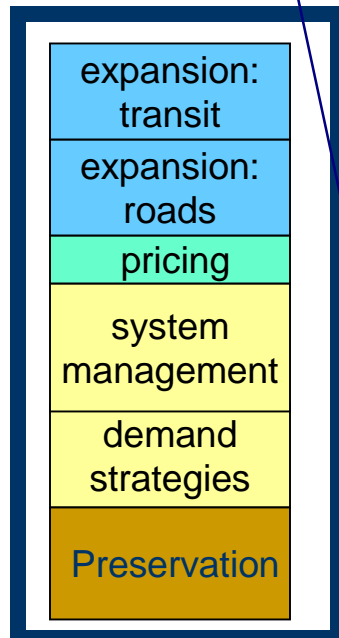 expansion:
transit
expansion:
roads
pricing
system
management
demand
strategies
Preservation